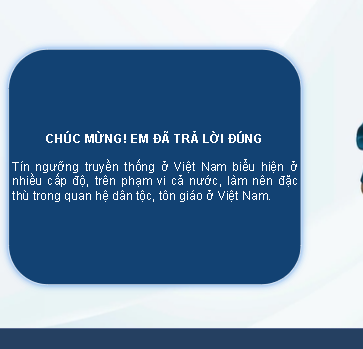 CHÚC MỪNG! EM ĐÃ TRẢ LỜI ĐÚNG
Tín ngưỡng truyền thống ở Việt Nam biểu hiện ở
nhiều cấp độ, trên phạm vi cả nước, làm nên đặc
thù trong quan hệ dân tộc, tôn giáo ở Việt Nam.